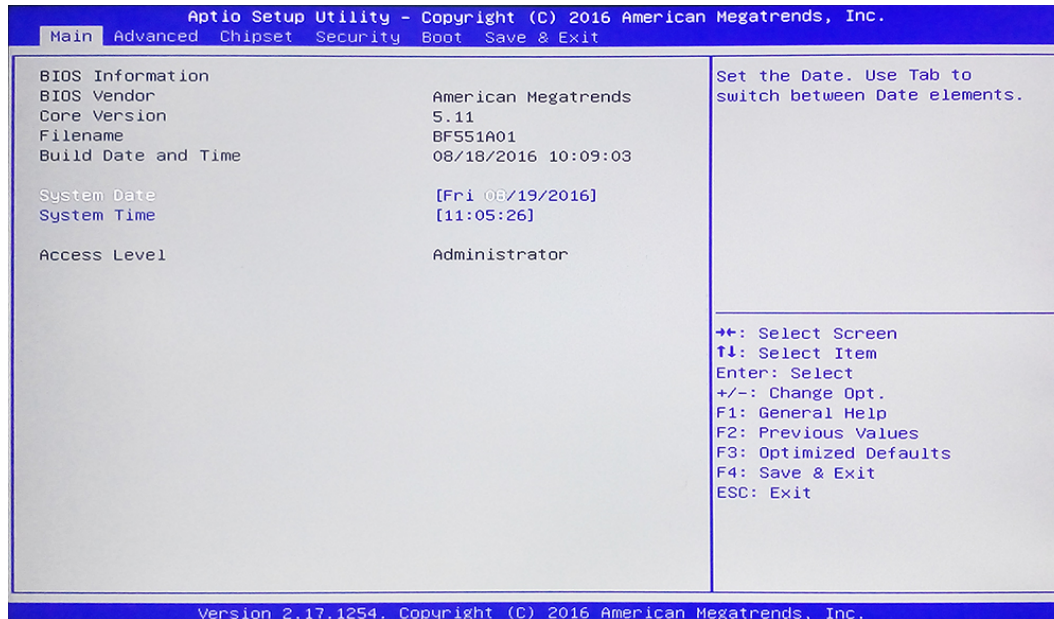 Aptio Setup Utility – Copyright (C) 2016 American Megatrends, Inc.
Main Advanced Chipset Security Boot Save & Exit
BIOS Information
BIOS Vendor American Megatrends
Core Version 5.11
Filename BF551A01
Build Date and Time 08/18/2016 10:09:03
System Date [Fri 08/19/2016]
System Time [11:05:26]
Access Level Administrator
Set the Date. Use Tab to
switch between Date elements.
→←: Select Screen
↑↓: Select Item
Enter: Select
+/-: Change Opt.
F1: General Help
F2: Previous Values
F3: Optimized Defaults
F4: Save & Exit
ESC: Exit
Version 2.17.1254. Copyright (C) 2016 American Megatrends, Inc.